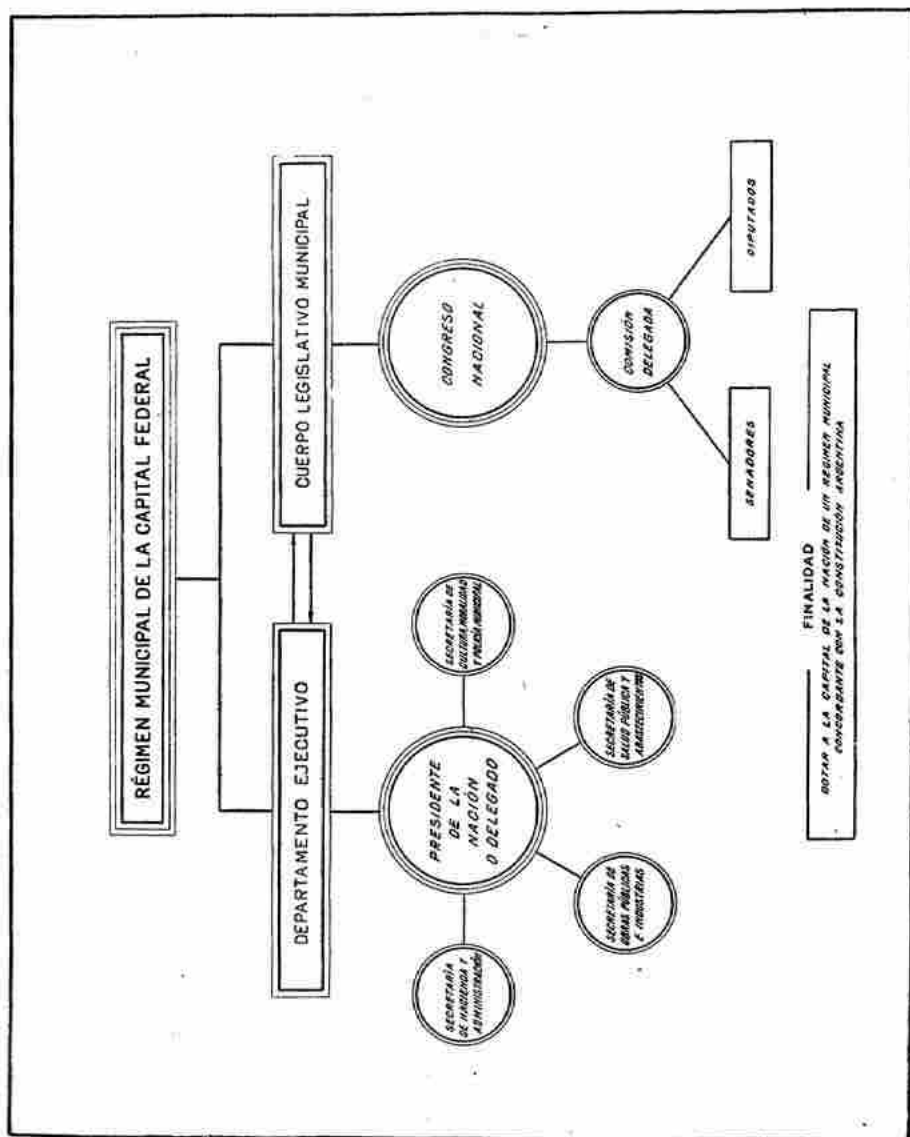 RÉGIMEN MUNICIPAL DE LA CAPITAL FEDERAL
DEPARTAMENTO EJECUTIVO
CUERPO LEGISLATIVO MUNICIPAL
PRESIDENTE
DE LA
NACIÓN
O DELEGADO
SECRETARÍA
DE HACIENDA Y
ADMINISTRACIÓN
SECRETARÍA DE
OBRAS PÚBLICAS
E INDUSTRIAS
SECRETARÍA DE
SALUD PÚBLICA Y
ABASTECIMIENTO
SECRETARÍA DE
CULTURA, MORALIDAD
Y POLICÍA MUNICIPAL
CONGRESO
NACIONAL
COMISIÓN
DELEGADA
SENADORES
DIPUTADOS
FINALIDAD
DOTAR A LA CAPITAL DE LA NACIÓN DE UN RÉGIMEN MUNICIPAL
CONCORDANTE CON LA CONSTITUCIÓN ARGENTINA